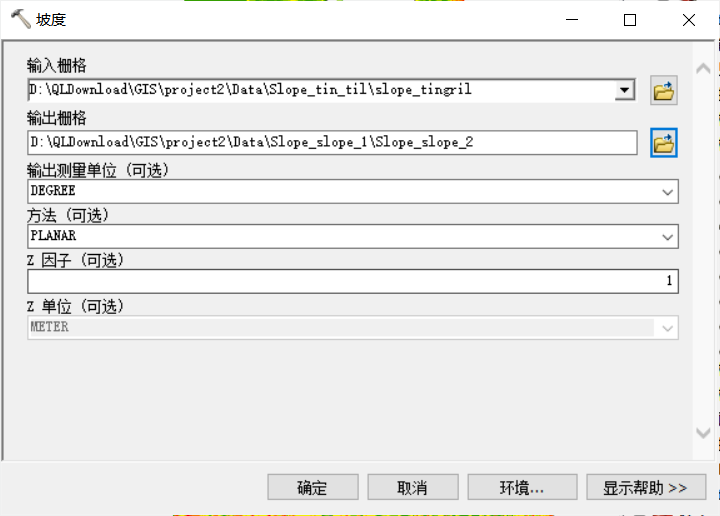 坡度
输入栅格
D:\QLDownload\GIS\project2\Data\Slope_tin_til\slope_tingril
输出栅格
D:\QLDownload\GIS\project2\Data\Slope_slope_1\Slope_slope_2
输出测量单位 (可选)
DEGREE
方法 (可选)
PLANAR
Z 因子 (可选)
1
Z 单位 (可选)
METER
确定 取消 环境... 显示帮助 >>